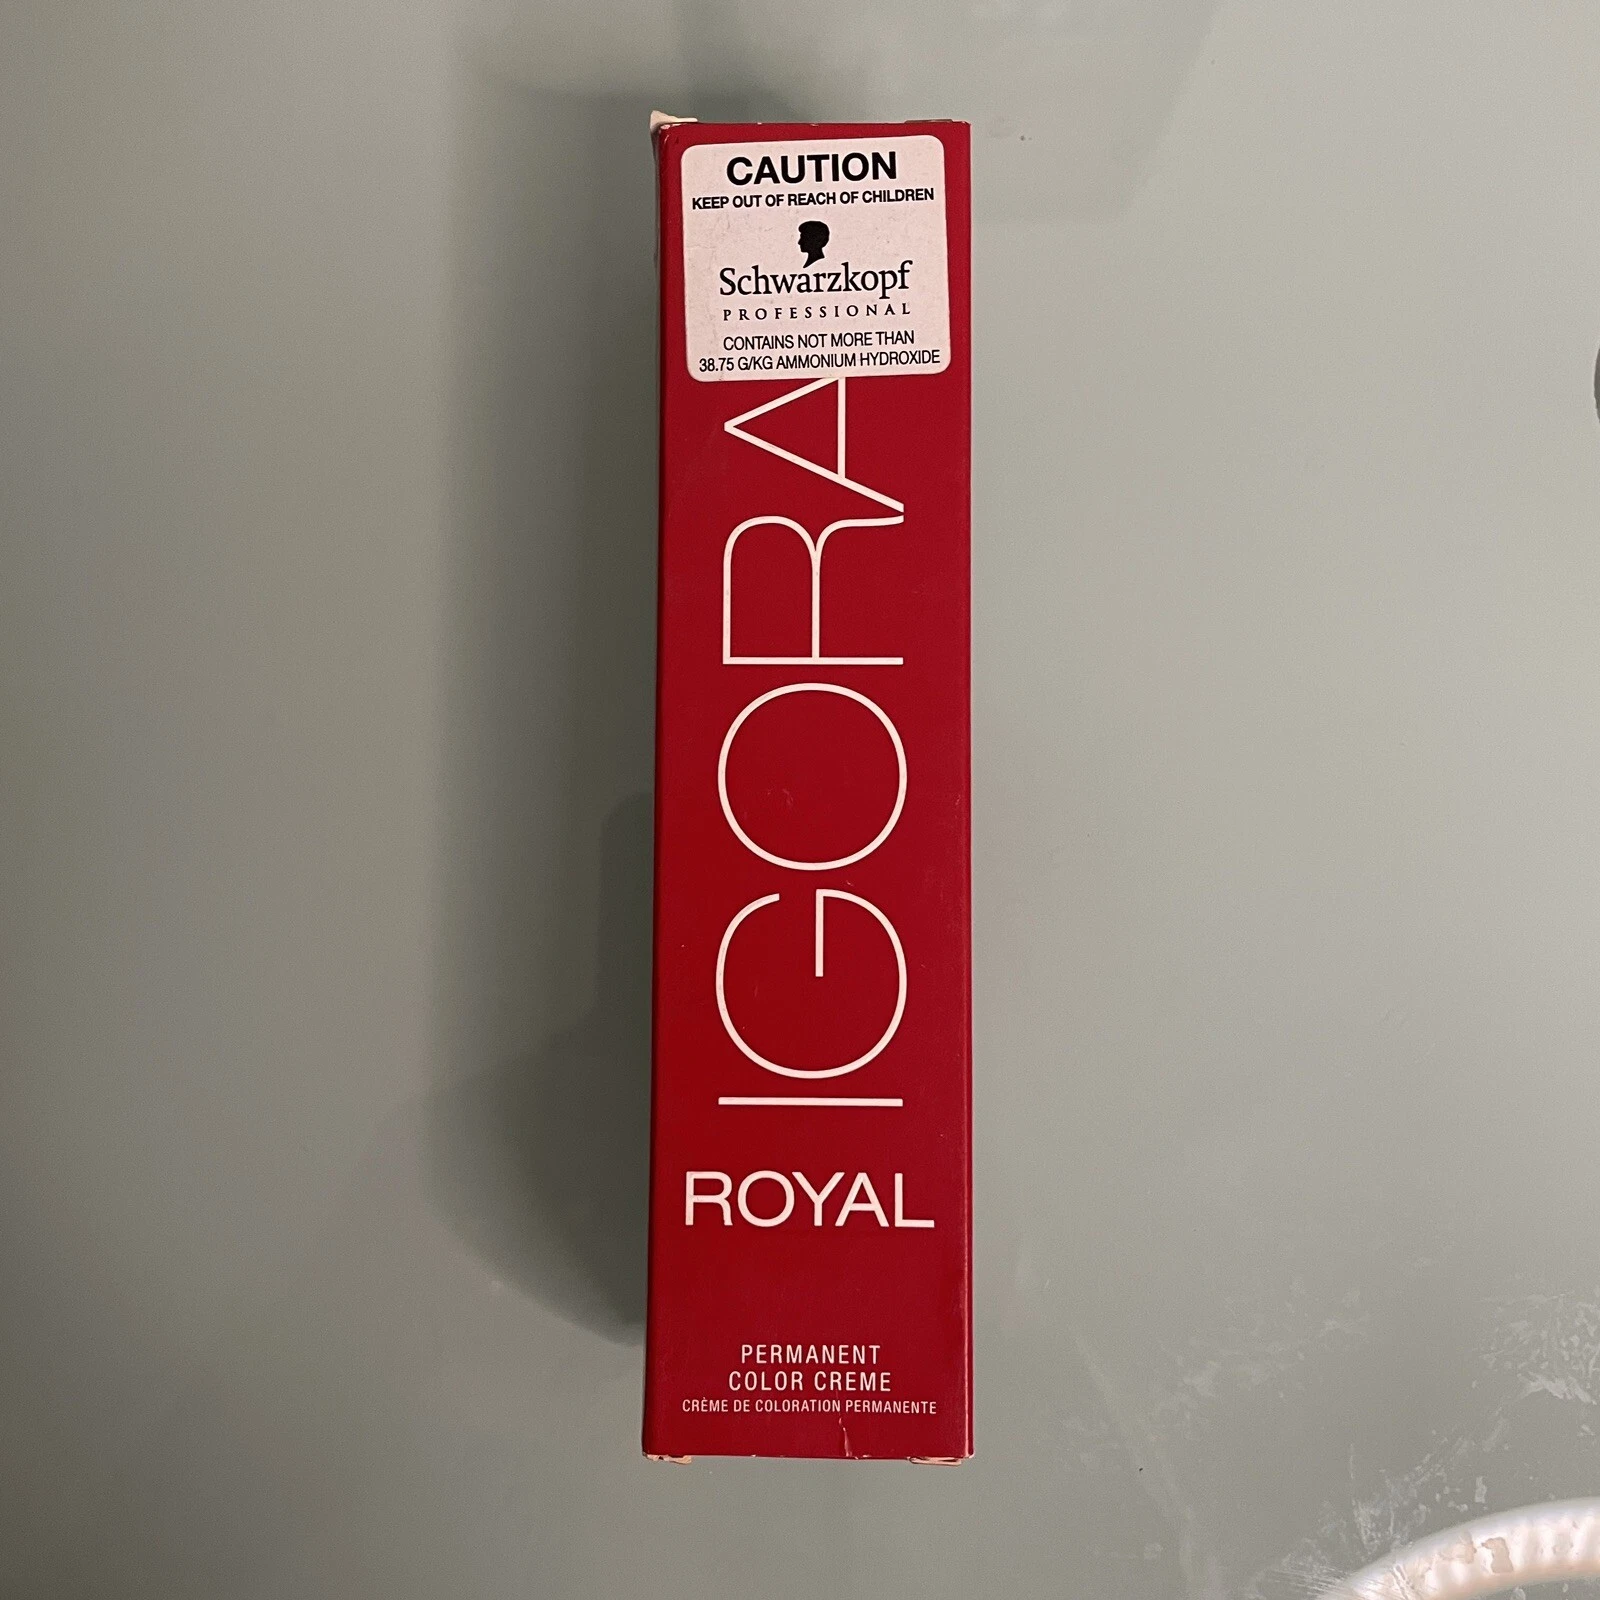 CAUTION
KEEP OUT OF REACH OF CHILDREN
Schwarzkopf
PROFESSIONAL
CONTAINS NOT MORE THAN
38.75 G/KG AMMONIUM HYDROXIDE
IGORA
ROYAL
PERMANENT
COLOR CREME
CRÈME DE COLORATION PERMANENTE